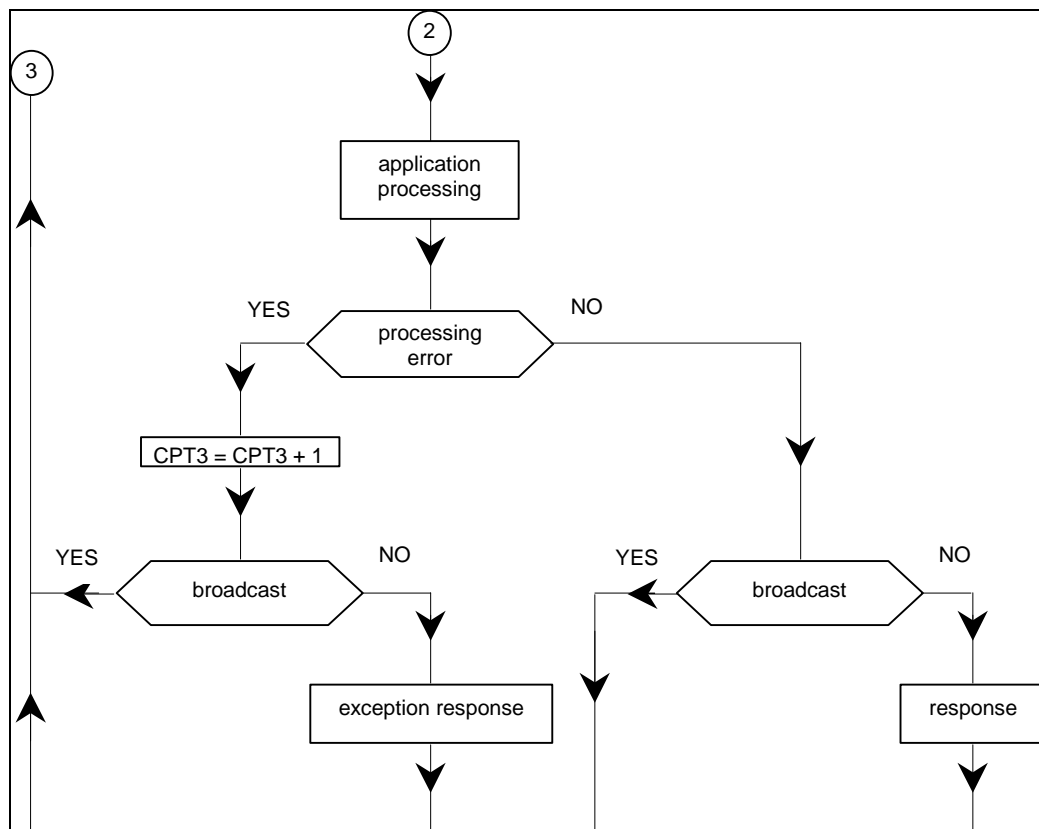 2
3
application
processing
YES
NO
processing
error
CPT3 = CPT3 + 1
YES
NO
YES
NO
broadcast
broadcast
exception response
response